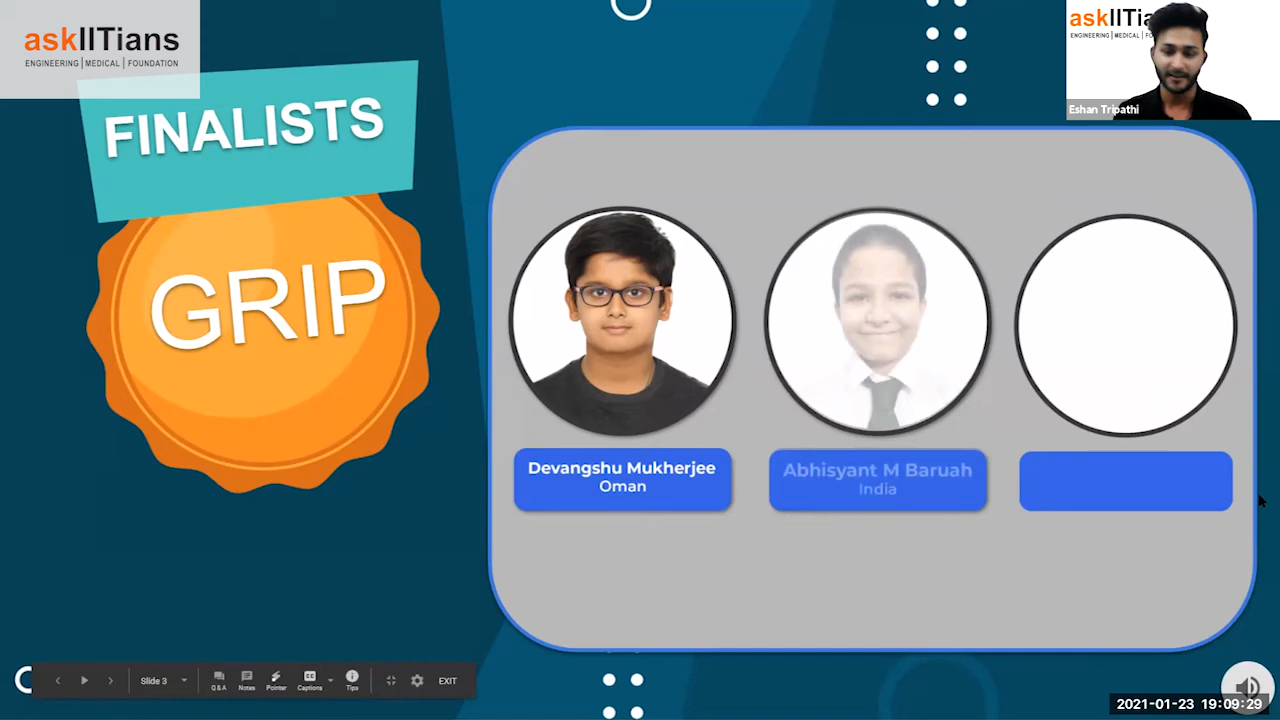 askIITians
ENGINEERING | MEDICAL | FOUNDATION
FINALISTS
GRIP
askIITi
ENGINEERING | MEDICAL | FO
Eshan Tripathi
Devangshu Mukherjee
Oman
Abhisyant M Baruah
India
Slide 3
Q&A
Notes
Pointer
Captions
Tips
EXIT
2021-01-23 19:09:29